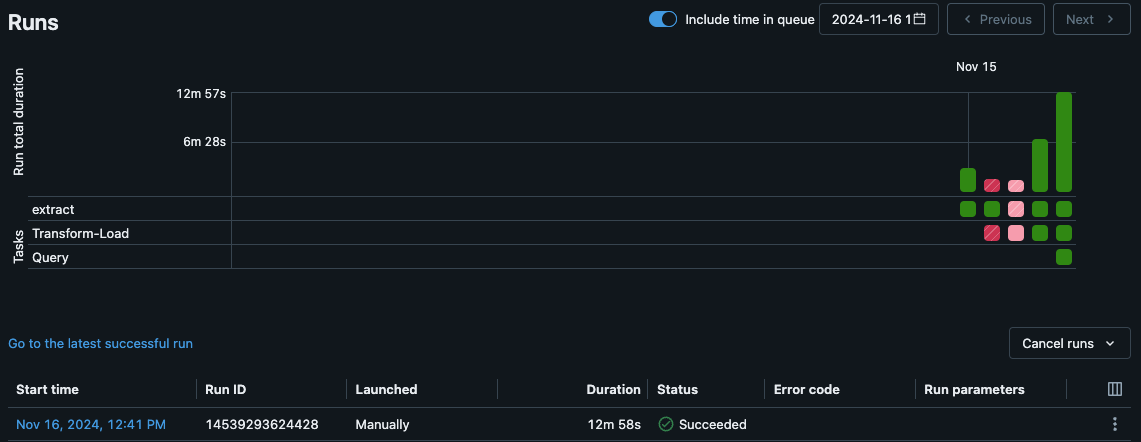 Runs
Include time in queue
2024-11-16 1
Previous
Next
Nov 15
Run total duration
12m 57s
6m 28s
Tasks
extract
Transform-Load
Query
Go to the latest successful run
Cancel runs
Start time Run ID Launched Duration Status Error code Run parameters
Nov 16, 2024, 12:41 PM 14539293624428 Manually 12m 58s Succeeded